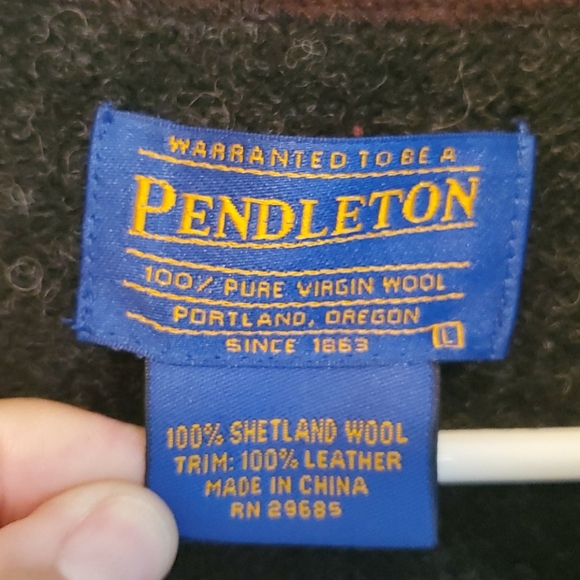 WARRANTED TO BE A
PENDLETON
100% PURE VIRGIN WOOL
PORTLAND, OREGON
SINCE 1863
L
100% SHETLAND WOOL
TRIM: 100% LEATHER
MADE IN CHINA
RN 29685